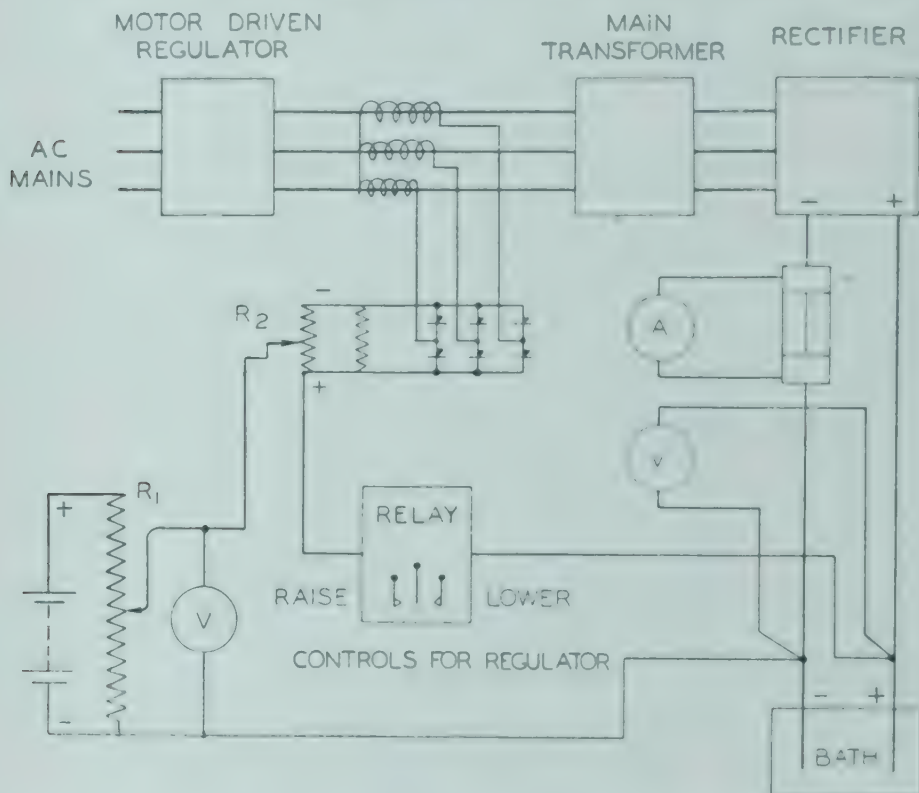 MOTOR DRIVEN
REGULATOR
MAIN
TRANSFORMER
RECTIFIER
AC
MAINS
- +
-
R2
+
A
V
+
R1
RELAY
RAISE
LOWER
V
CONTROLS FOR REGULATOR
-
- +
BATH